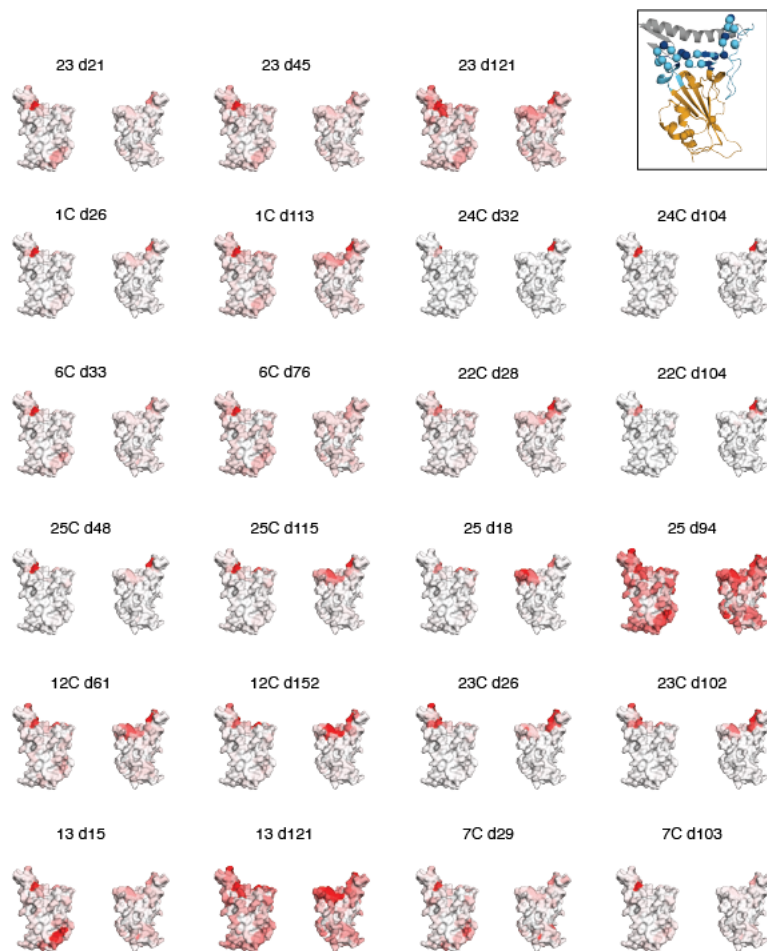 23 d21 23 d45 23 d121
1C d26 1C d113 24C d32 24C d104
6C d33 6C d76 22C d28 22C d104
25C d48 25C d115 25 d18 25 d94
12C d61 12C d152 23C d26 23C d102
13 d15 13 d121 7C d29 7C d103